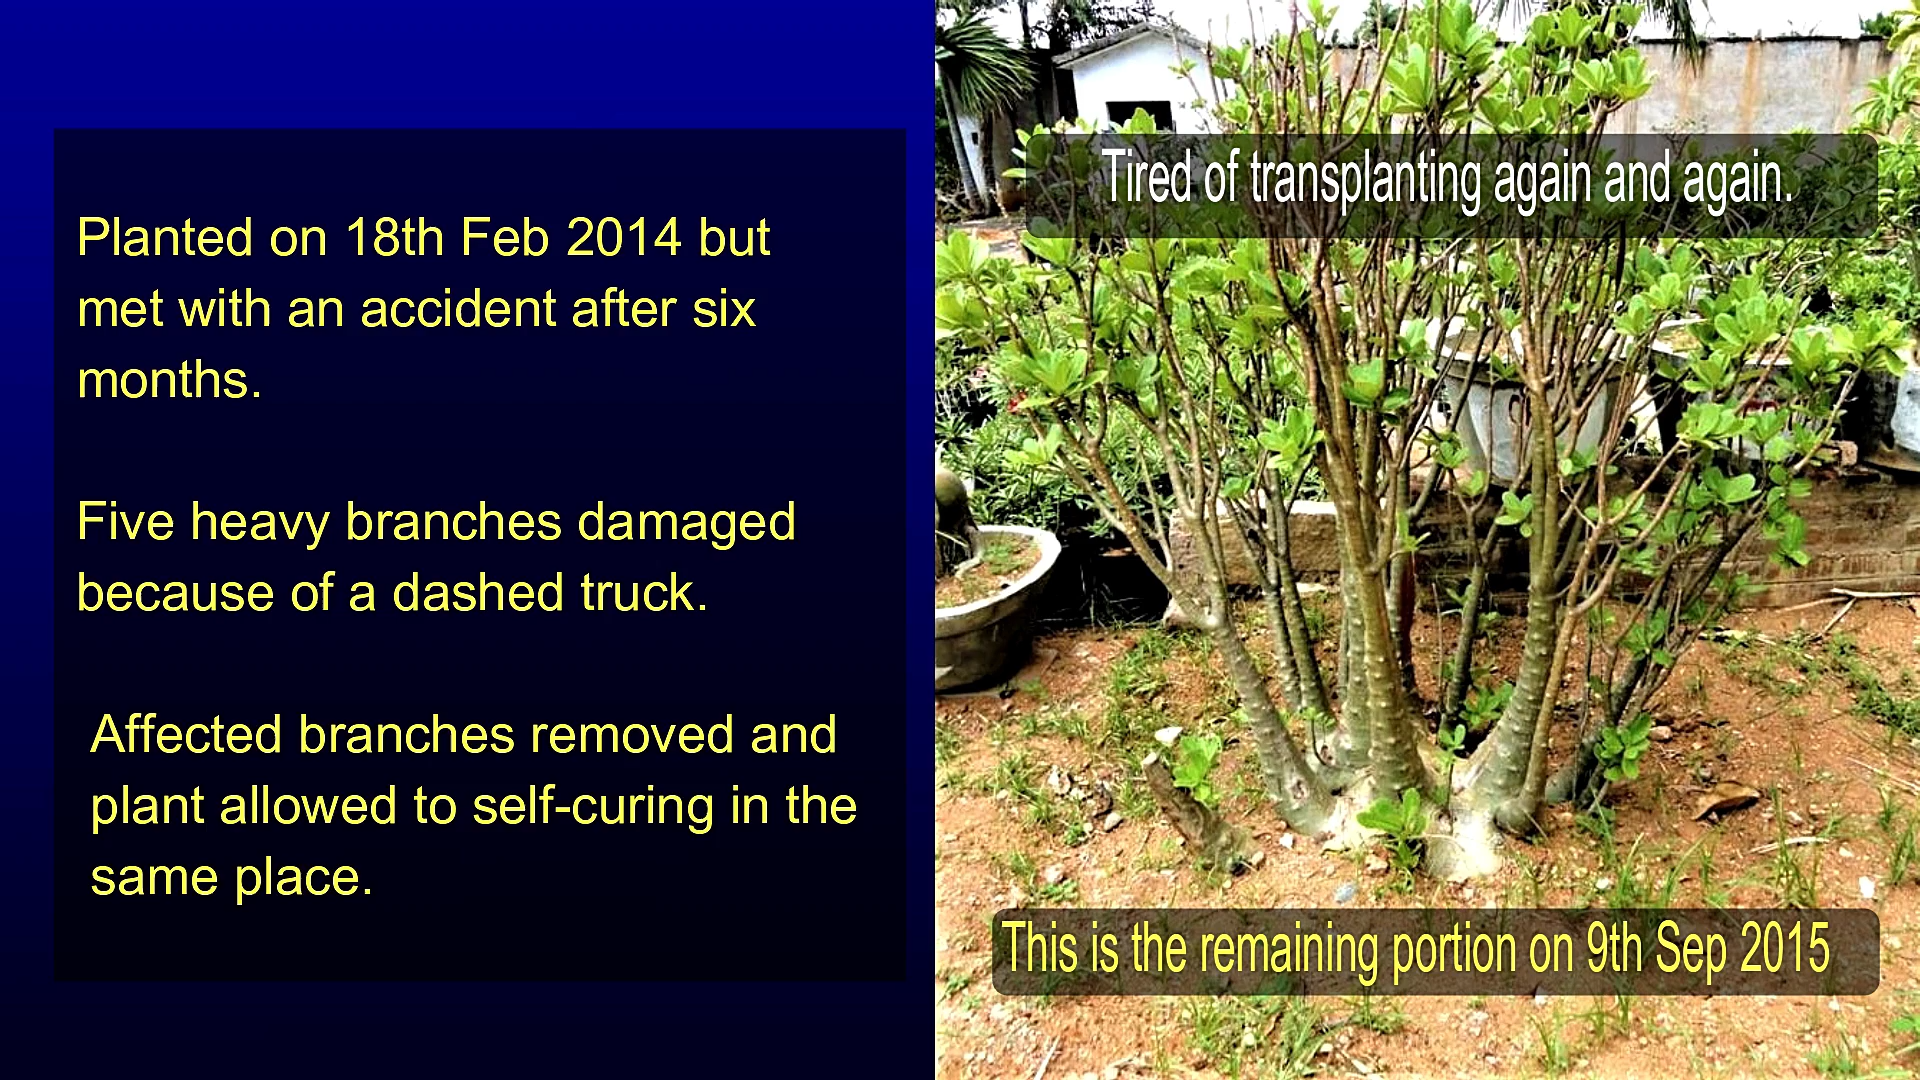 Planted on 18th Feb 2014 but
met with an accident after six
months.
Five heavy branches damaged
because of a dashed truck.
Affected branches removed and
plant allowed to self-curing in the
same place.
Tired of transplanting again and again.
This is the remaining portion on 9th Sep 2015